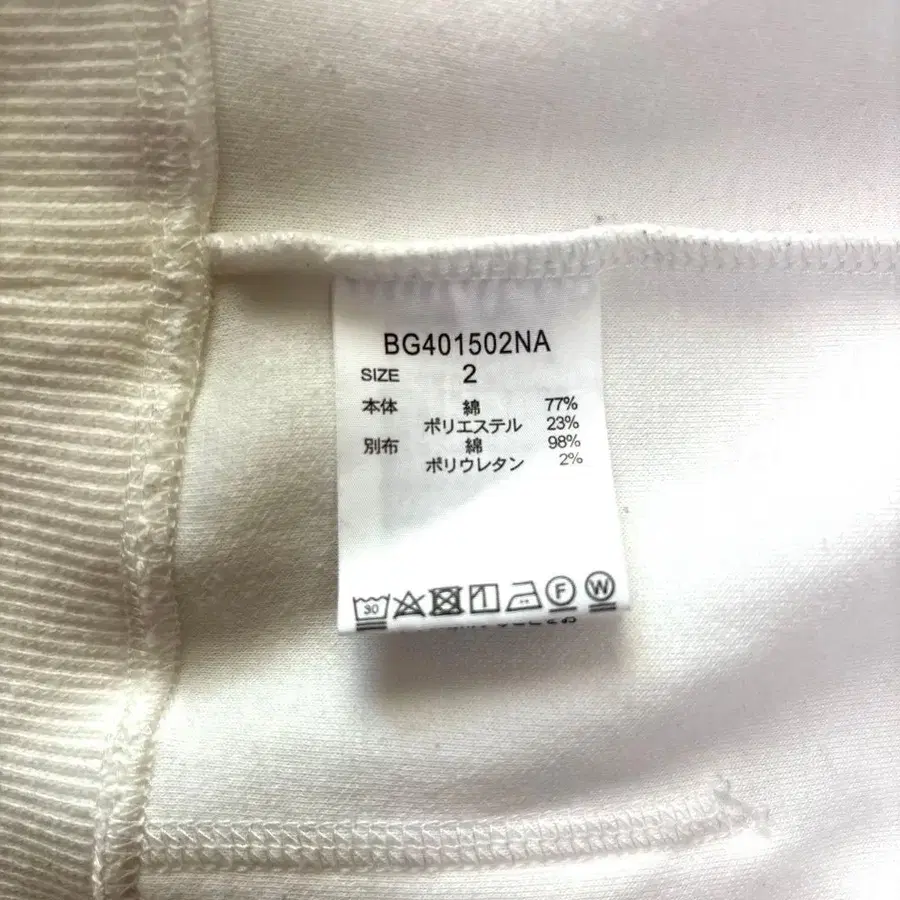 BG401502NA
SIZE 2
本体 綿 77%
ポリエステル 23%
別布 綿 98%
ポリウレタン 2%
30 F W